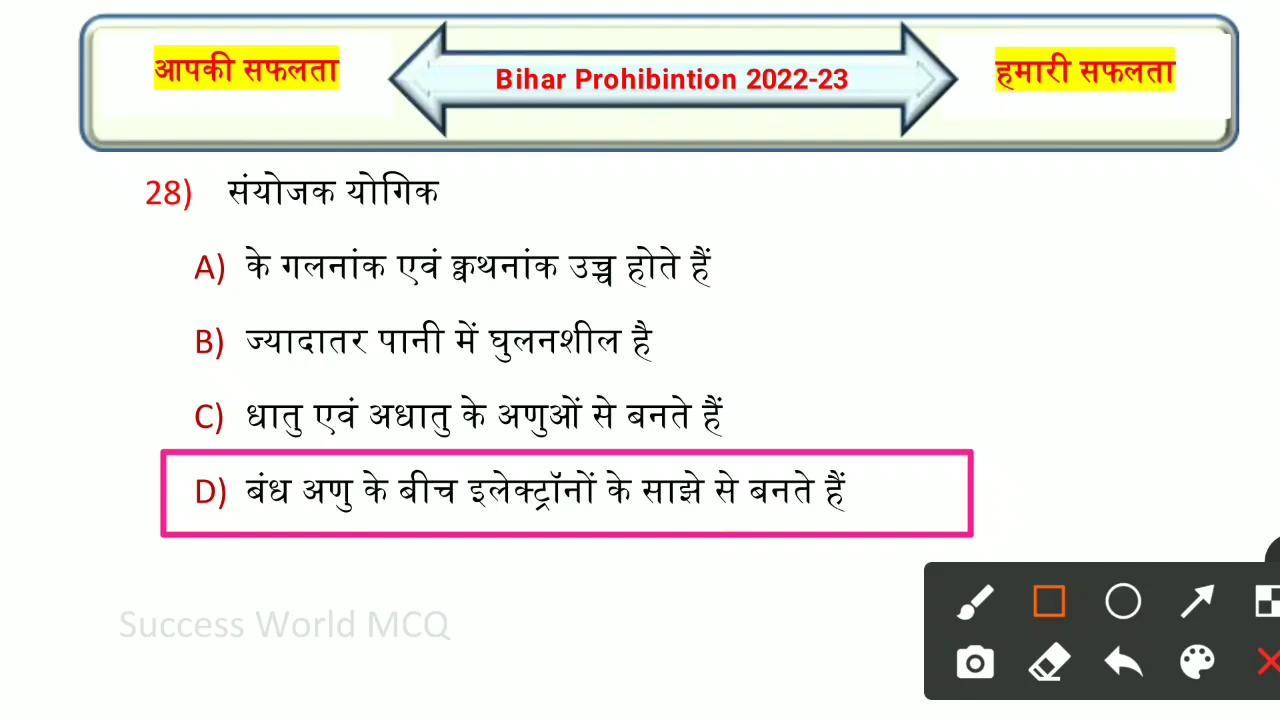 आपकी सफलता
Bihar Prohibintion 2022-23
हमारी सफलता
28) संयोजक योगिक
A) के गलनांक एवं क्वथनांक उच्च होते हैं
B) ज्यादातर पानी में घुलनशील है
C) धातु एवं अधातु के अणुओं से बनते हैं
D) बंध अणु के बीच इलेक्ट्रॉनों के साझे से बनते हैं
Success World MCQ